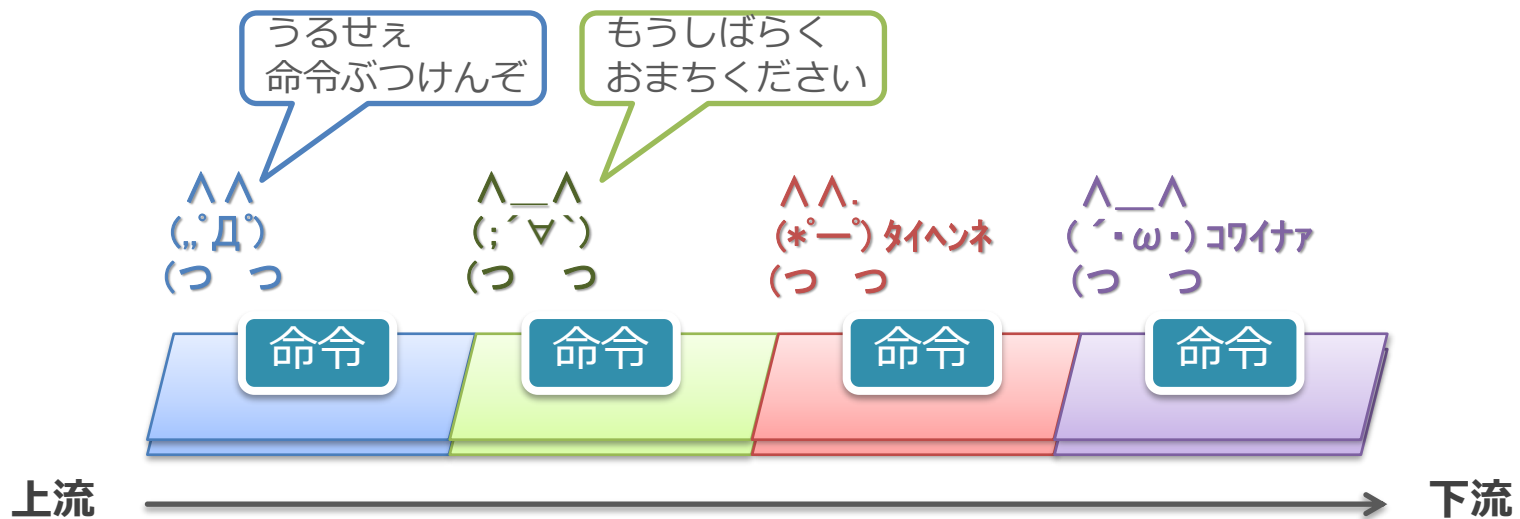 うるせぇ
命令ぶつけんぞ
もうしばらく
おまちください
∧∧
(,,ﾟДﾟ)
(つ　つ
∧＿∧
(；´∀｀)
(つ　つ
∧∧.
(*ﾟーﾟ) ﾀｲﾍﾝﾈ
(つ　つ
∧＿∧
( ´・ω・) ｺﾜｲﾅｧ
(つ　つ
命令
命令
命令
命令
上流
下流